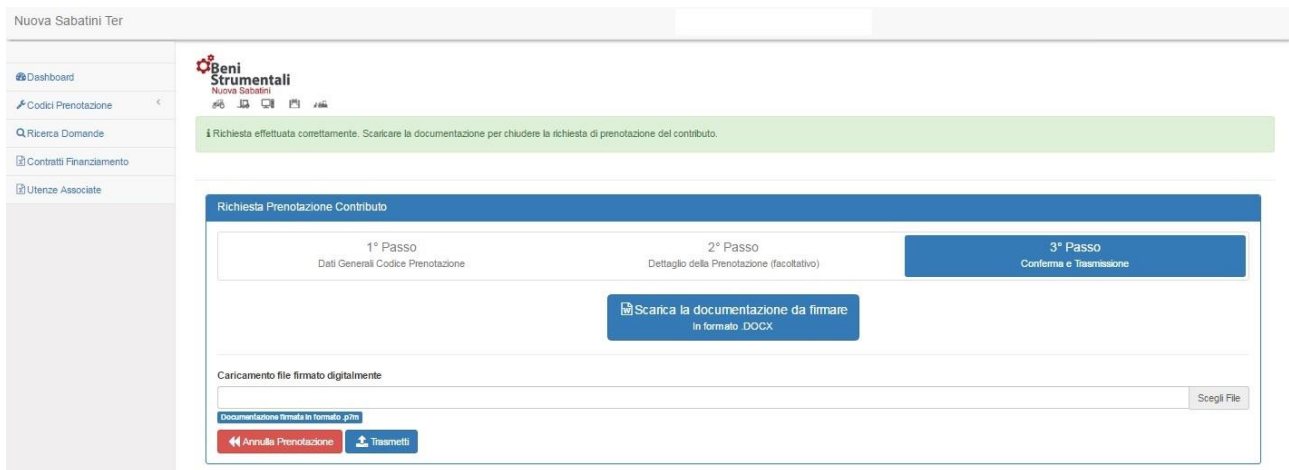 Nuova Sabatini Ter
Dashboard
Codici Prenotazione
Ricerca Domande
Contratti Finanziamento
Utenze Associate
Beni
Strumentali
Nuova Sabatini
Richiesta effettuata correttamente. Scaricare la documentazione per chiudere la richiesta di prenotazione del contributo.
Richiesta Prenotazione Contributo
1° Passo
Dati Generali Codice Prenotazione
2° Passo
Dettaglio della Prenotazione (facoltativo)
3° Passo
Conferma e Trasmissione
Scarica la documentazione da firmare
In formato .DOCX
Caricamento file firmato digitalmente
Scegli File
Documentazione firmata in formato .p7m
Annulla Prenotazione
Trasmetti